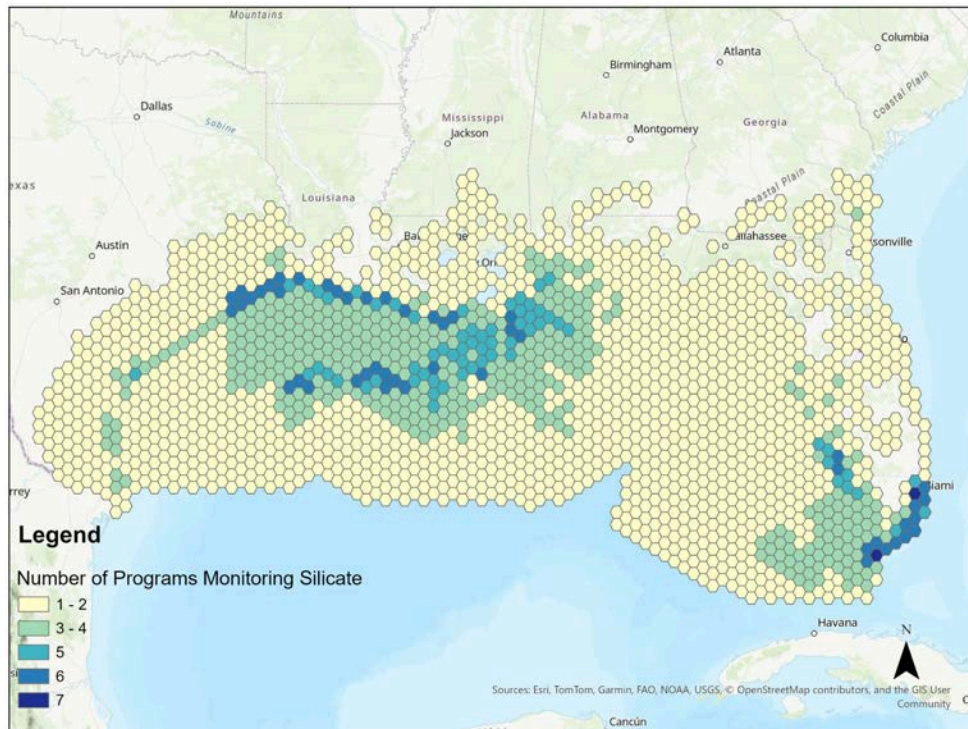 Mountains
Columbia
Atlanta
Birmingham
Dallas
Coastal Plain
Sabine
Mississippi
Alabama
Georgia
Montgomery
Jackson
exas
Louisiana
Coastal Plain
Austin
San Antonio
rrey
iami
Legend
Number of Programs Monitoring Silicate
1 - 2
3 - 4
5
6
7
Havana
N
Sources: Esri, TomTom, Garmin, FAO, NOAA, USGS, © OpenStreetMap contributors, and the GIS User
Community
Cancún